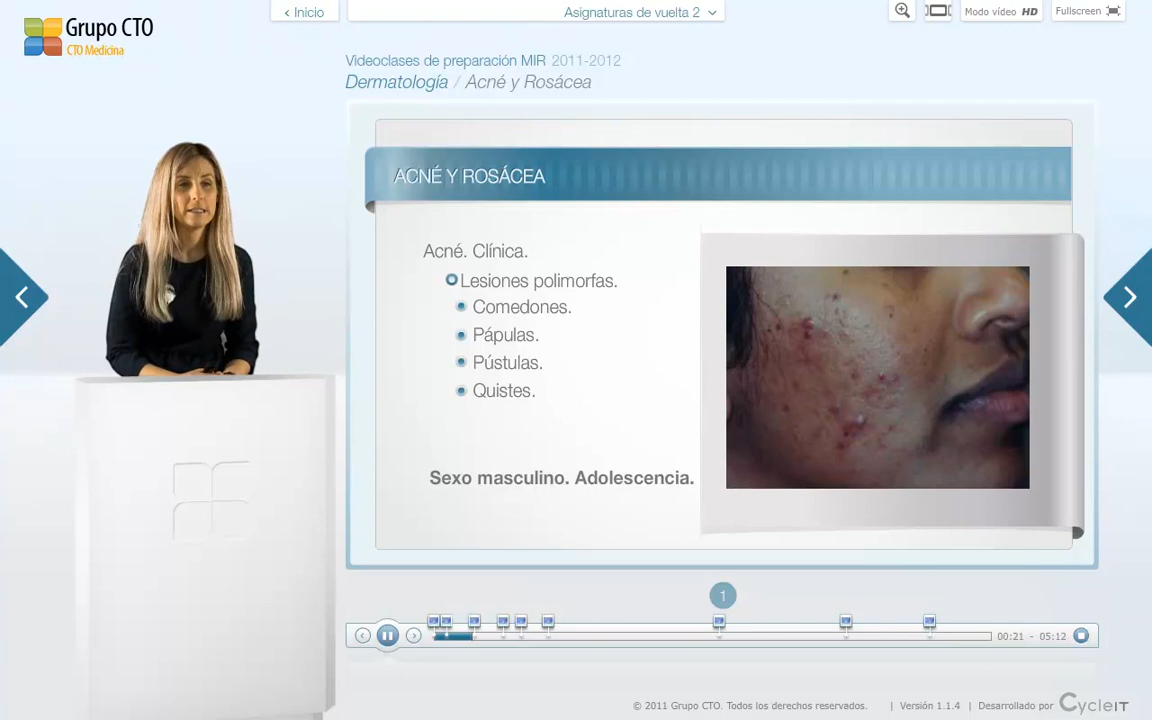 Grupo CTO
CTO Medicina
‹ Inicio
Asignaturas de vuelta 2
Modo vídeo HD
Fullscreen
Videoclases de preparación MIR 2011-2012
Dermatología / Acné y Rosácea
ACNÉ Y ROSÁCEA
Acné. Clínica.
Lesiones polimorfas.
Comedones.
Pápulas.
Pústulas.
Quistes.
Sexo masculino. Adolescencia.
1
00:21 - 05:12
© 2011 Grupo CTO. Todos los derechos reservados. | Versión 1.1.4 | Desarrollado por CycleIT